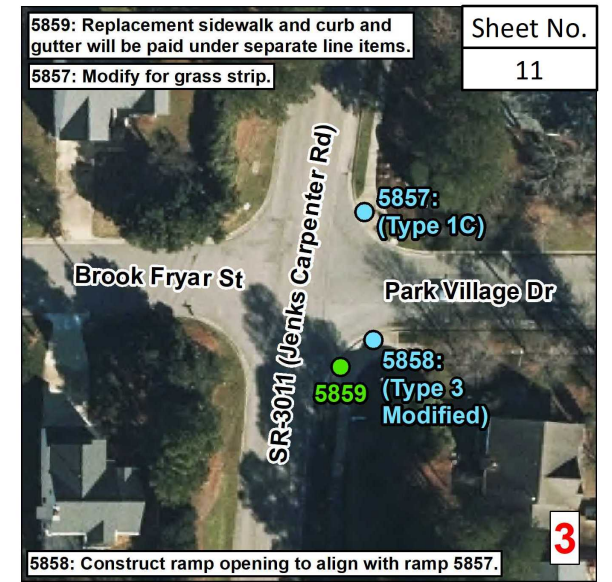 5859: Replacement sidewalk and curb and
gutter will be paid under separate line items.
5857: Modify for grass strip.
Sheet No.
11
5857:
(Type 1C)
SR-3011 (Jenks Carpenter Rd)
Brook Fryar St
Park Village Dr
5858:
(Type 3
Modified)
5859
3
5858: Construct ramp opening to align with ramp 5857.